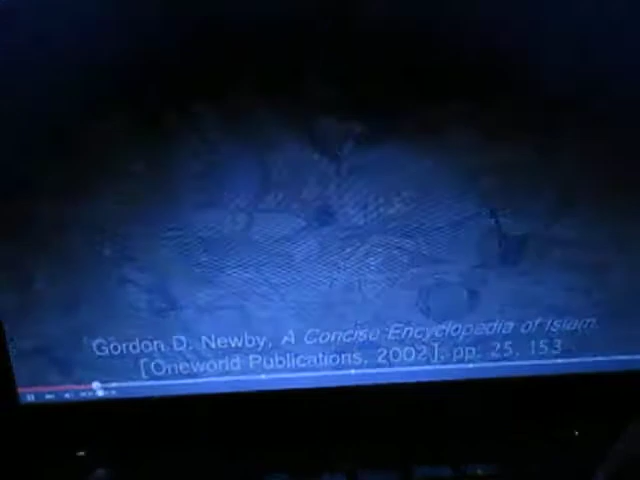 Gordon D. Newby, A Concise Encyclopedia of Islam.
[Oneworld Publications, 2002], pp. 25, 153